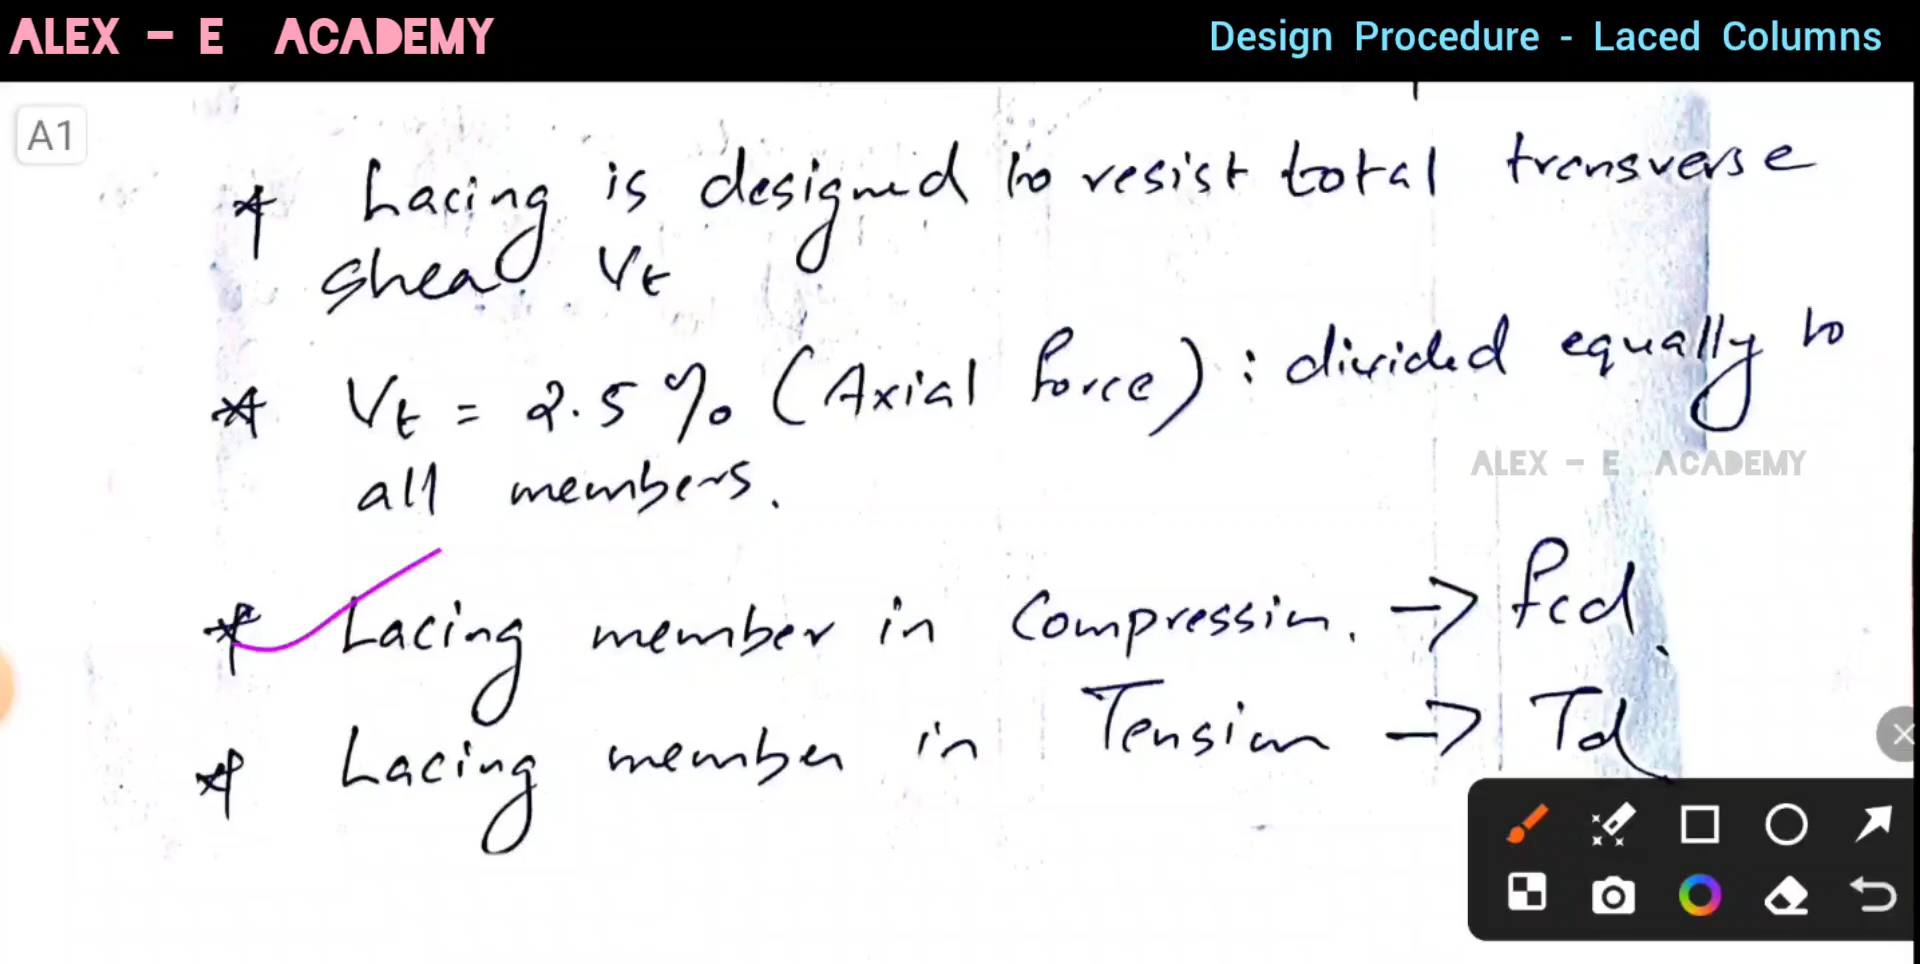 ALEX - E ACADEMY
Design Procedure - Laced Columns
A1
* Lacing is designed to resist total transverse
shear Vt
* Vt = 2.5% (Axial force) : divided equally to
all members.
ALEX - E ACADEMY
* Lacing member in Compression. → fcd
* Lacing member in Tension → Td